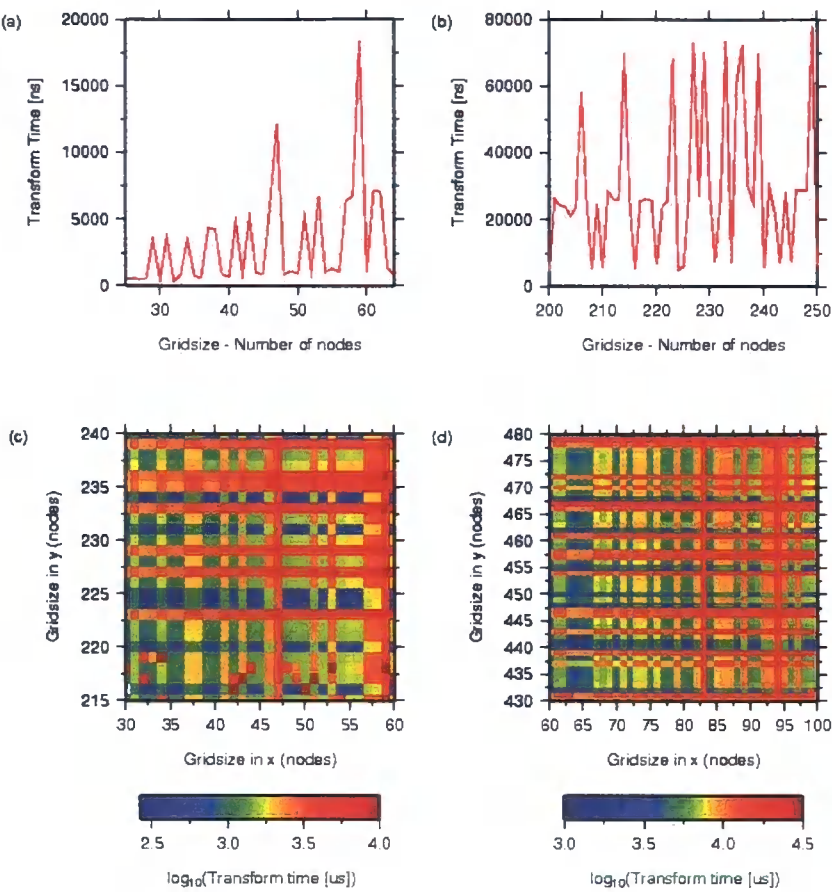 (a)
20000
15000
10000
5000
0
Transform Time [ns]
30 40 50 60
Gridsize - Number of nodes
(b)
80000
60000
40000
20000
0
Transform Time [ns]
200 210 220 230 240 250
Gridsize - Number of nodes
(c)
240
235
230
225
220
215
Gridsize in y (nodes)
30 35 40 45 50 55 60
Gridsize in x (nodes)
2.5 3.0 3.5 4.0
log10(Transform time [us])
(d)
480
475
470
465
460
455
450
445
440
435
430
Gridsize in y (nodes)
60 65 70 75 80 85 90 95 100
Gridsize in x (nodes)
3.0 3.5 4.0 4.5
log10(Transform time [us])